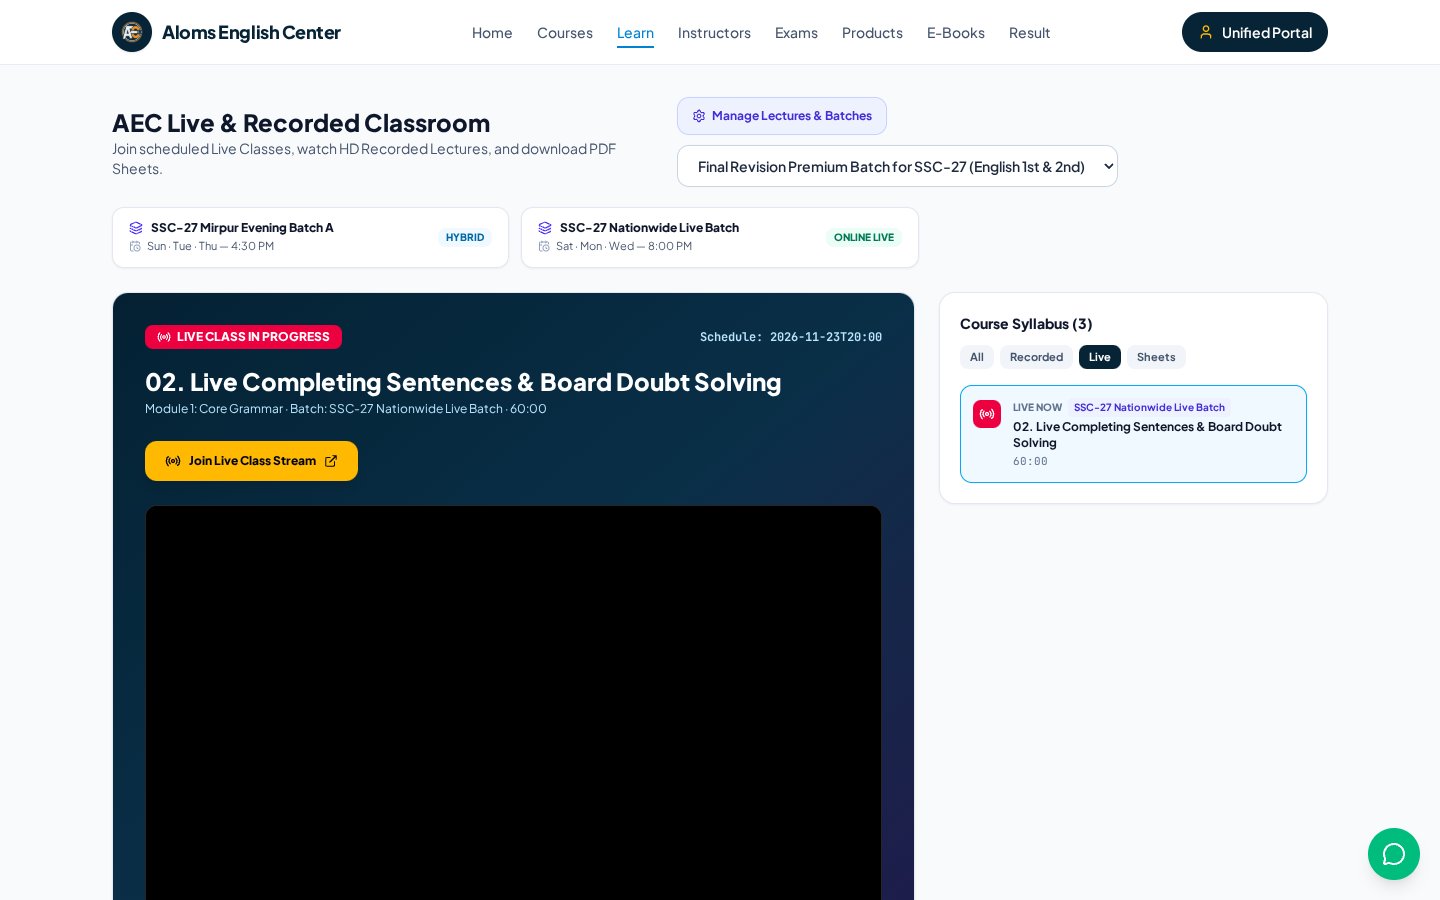 Aloms English Center
Home
Courses
Learn
Instructors
Exams
Products
E-Books
Result
Unified Portal
AEC Live & Recorded Classroom
Join scheduled Live Classes, watch HD Recorded Lectures, and download PDF
Sheets.
Manage Lectures & Batches
Final Revision Premium Batch for SSC-27 (English 1st & 2nd)
SSC-27 Mirpur Evening Batch A
Sun · Tue · Thu — 4:30 PM
HYBRID
SSC-27 Nationwide Live Batch
Sat · Mon · Wed — 8:00 PM
ONLINE LIVE
LIVE CLASS IN PROGRESS
Schedule: 2026-11-23T20:00
02. Live Completing Sentences & Board Doubt Solving
Module 1: Core Grammar · Batch: SSC-27 Nationwide Live Batch · 60:00
Join Live Class Stream
Course Syllabus (3)
All
Recorded
Live
Sheets
LIVE NOW
SSC-27 Nationwide Live Batch
02. Live Completing Sentences & Board Doubt
Solving
60:00